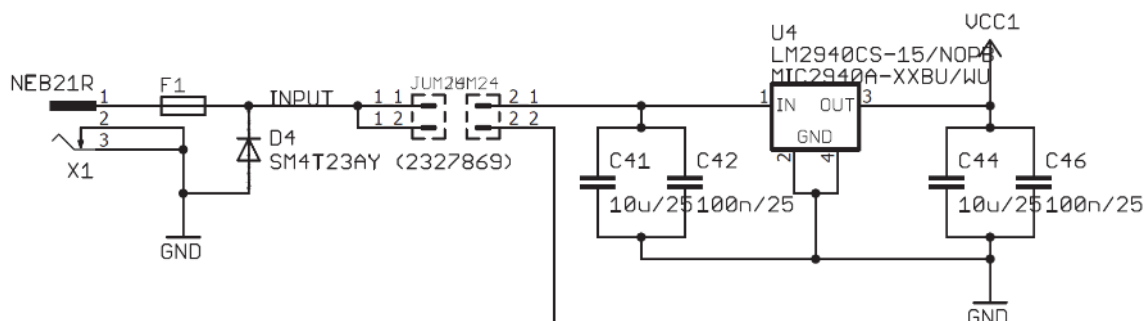 VCC1
U4
LM2940CS-15/NOPB
MIC2940A-XXBU/WU
NEB21R
F1
JUM24
JUM24
1
INPUT
1 1
2 1
1
IN
OUT
3
2
1 2
2 2
3
GND
D4
SM4T23AY (2327869)
X1
2
4
C41
C42
C44
C46
10u/25
100n/25
10u/25
100n/25
GND
GND